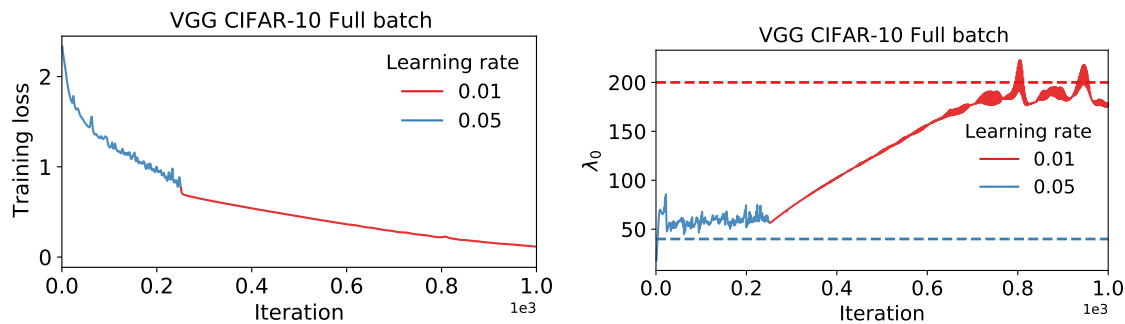 VGG CIFAR-10 Full batch
Training loss
2
1
0
Learning rate
0.01
0.05
0.0
0.2
0.4
0.6
0.8
1.0
1e3
Iteration
VGG CIFAR-10 Full batch
λ₀
200
150
100
50
Learning rate
0.01
0.05
0.0
0.2
0.4
0.6
0.8
1.0
1e3
Iteration